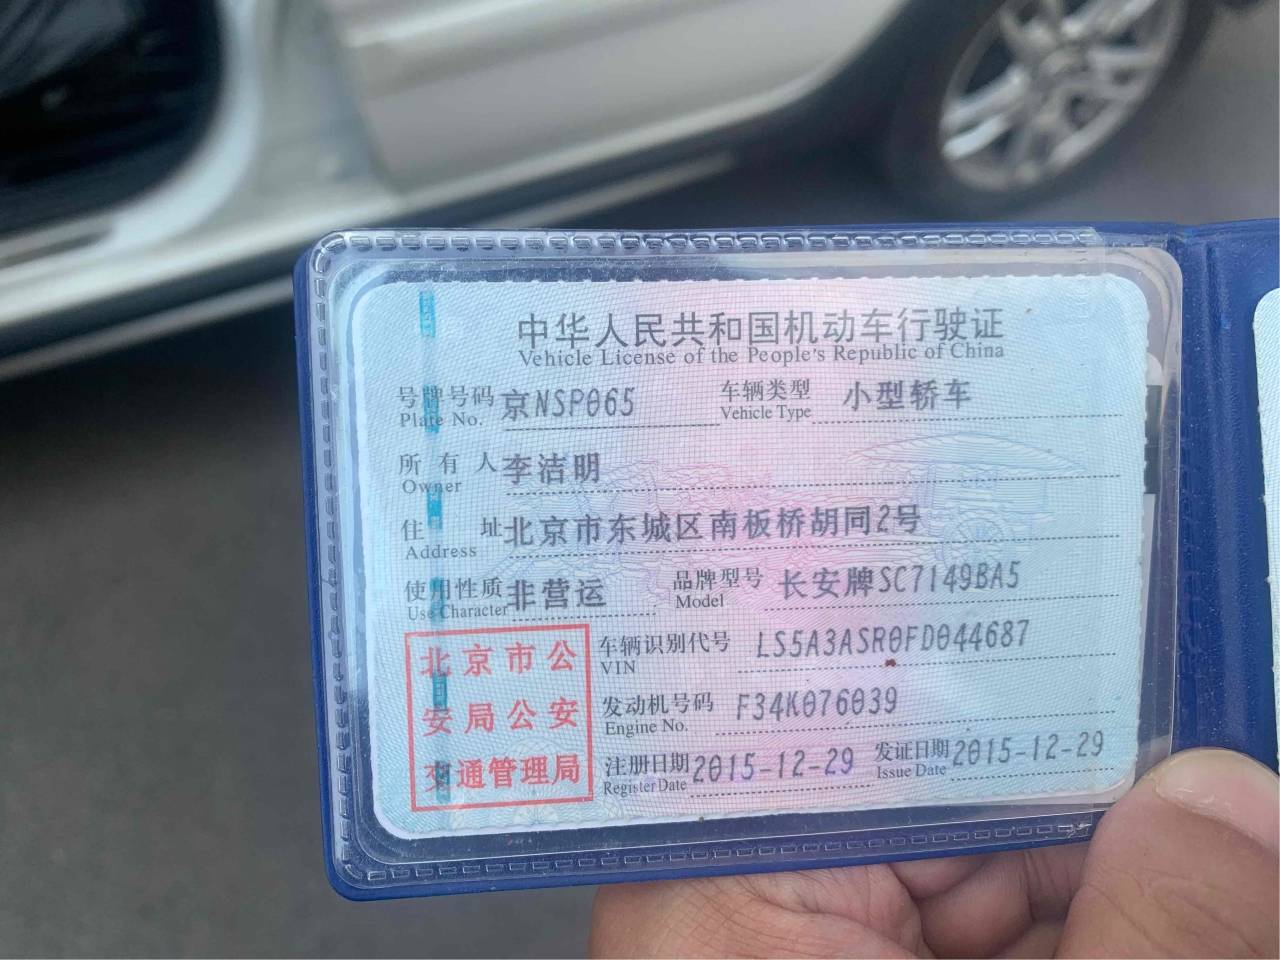 中华人民共和国机动车行驶证
Vehicle License of the People's Republic of China
号牌号码 京NSP065 车辆类型 小型轿车
Plate No. Vehicle Type
所有人 李洁明
Owner
住址 北京市东城区南板桥胡同2号
Address
使用性质 非营运 品牌型号 长安牌SC7149BA5
Use Character Model
北京市公
安局公安
交通管理局
车辆识别代号 LS5A3ASR0FD044687
VIN
发动机号码 F34K076039
Engine No.
注册日期 2015-12-29 发证日期 2015-12-29
Register Date Issue Date